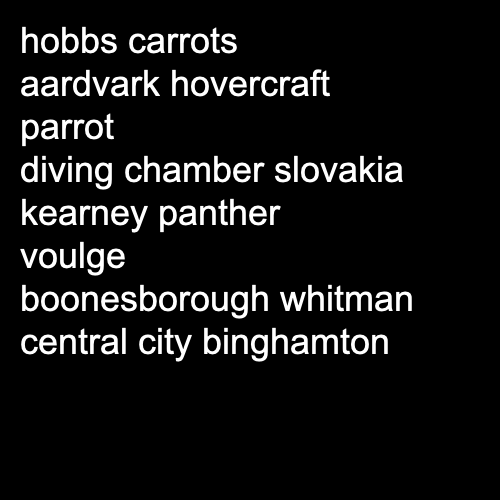 hobbs carrots
aardvark hovercraft
parrot
diving chamber slovakia
kearney panther
voulge
boonesborough whitman
central city binghamton